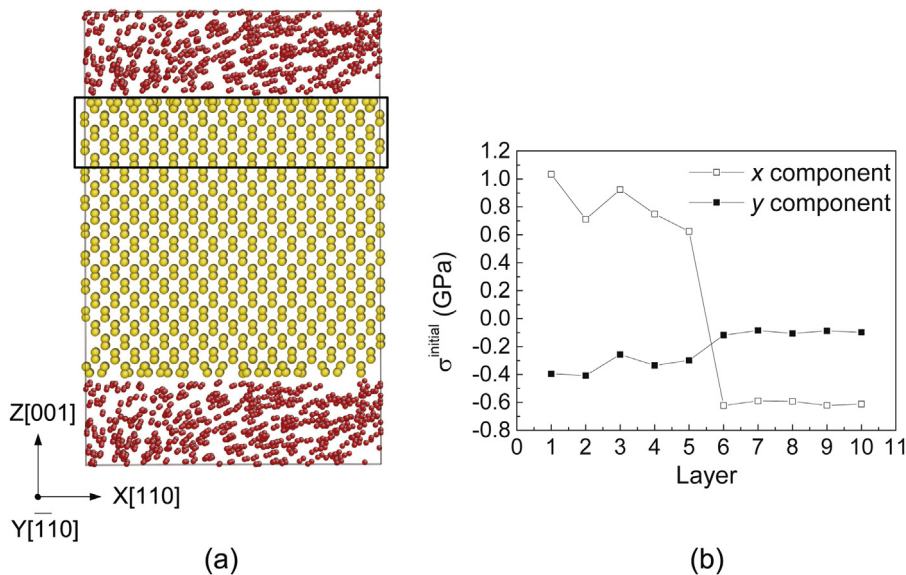 Z[001]
X[110]
Y[1̅10]
(a)
1.2
1.0
0.8
0.6
0.4
0.2
0.0
-0.2
-0.4
-0.6
-0.8
σ^initial (GPa)
x component
y component
0 1 2 3 4 5 6 7 8 9 10 11
Layer
(b)